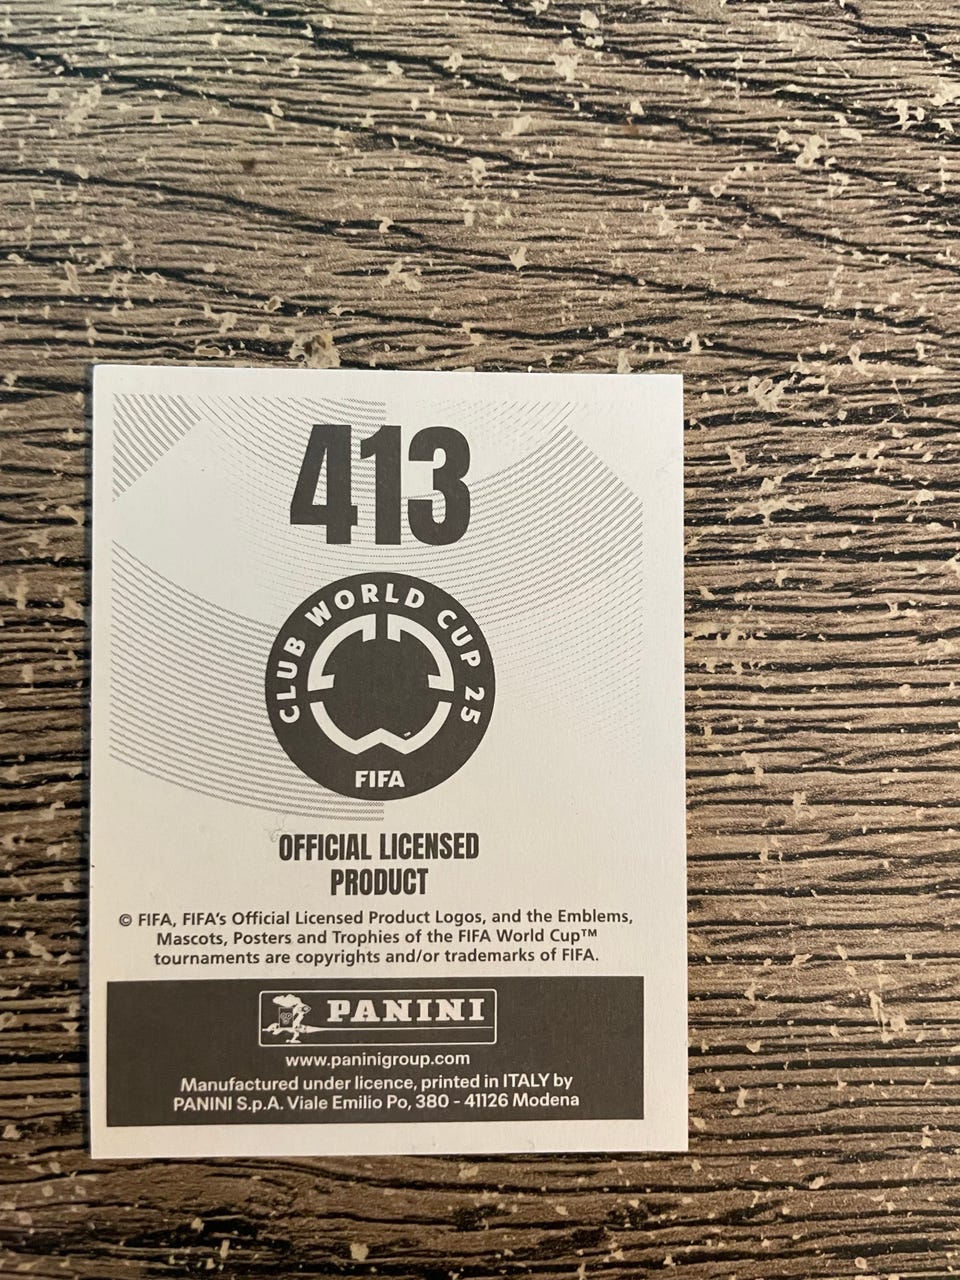 413
CLUB WORLD CUP 25
FIFA
OFFICIAL LICENSED
PRODUCT
© FIFA, FIFA's Official Licensed Product Logos, and the Emblems,
Mascots, Posters and Trophies of the FIFA World Cup™
tournaments are copyrights and/or trademarks of FIFA.
PANINI
www.paninigroup.com
Manufactured under licence, printed in ITALY by
PANINI S.p.A. Viale Emilio Po, 380 - 41126 Modena